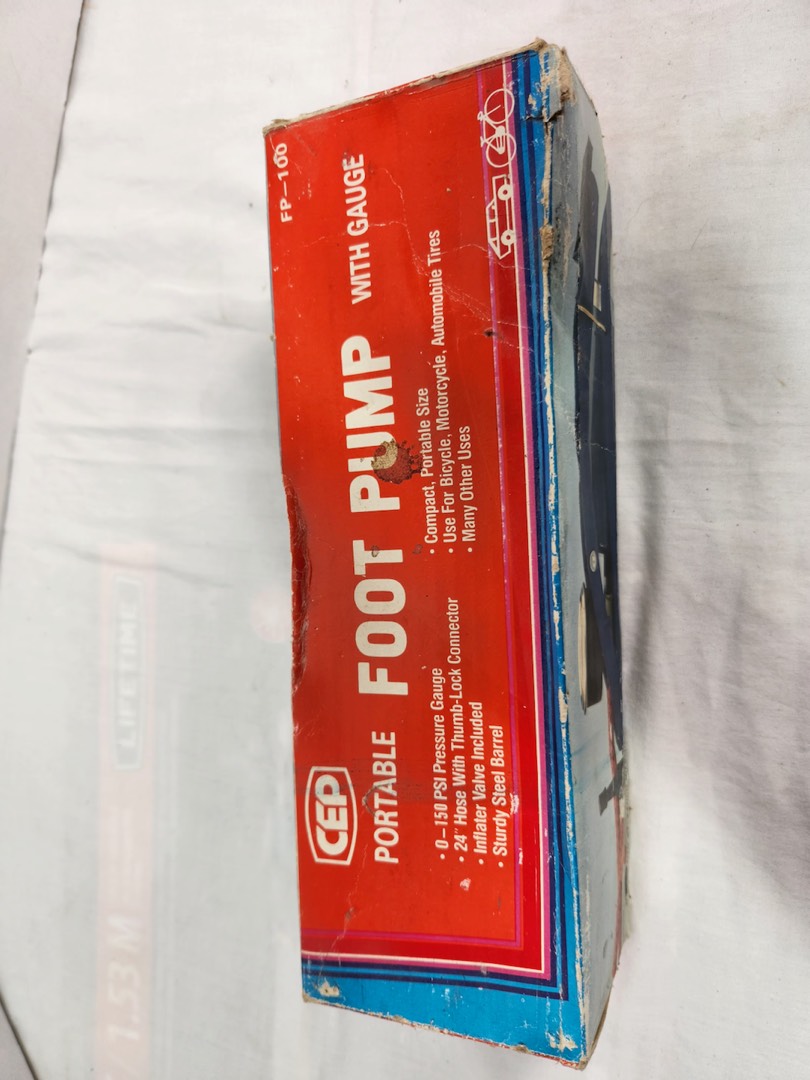 FP–100
CEP
PORTABLE FOOT PUMP WITH GAUGE
• 0–150 PSI Pressure Gauge
• 24" Hose With Thumb-Lock Connector
• Inflater Valve Included
• Sturdy Steel Barrel
• Compact, Portable Size
• Use For Bicycle, Motorcycle, Automobile Tires
• Many Other Uses
LIFETIME
1.53 M